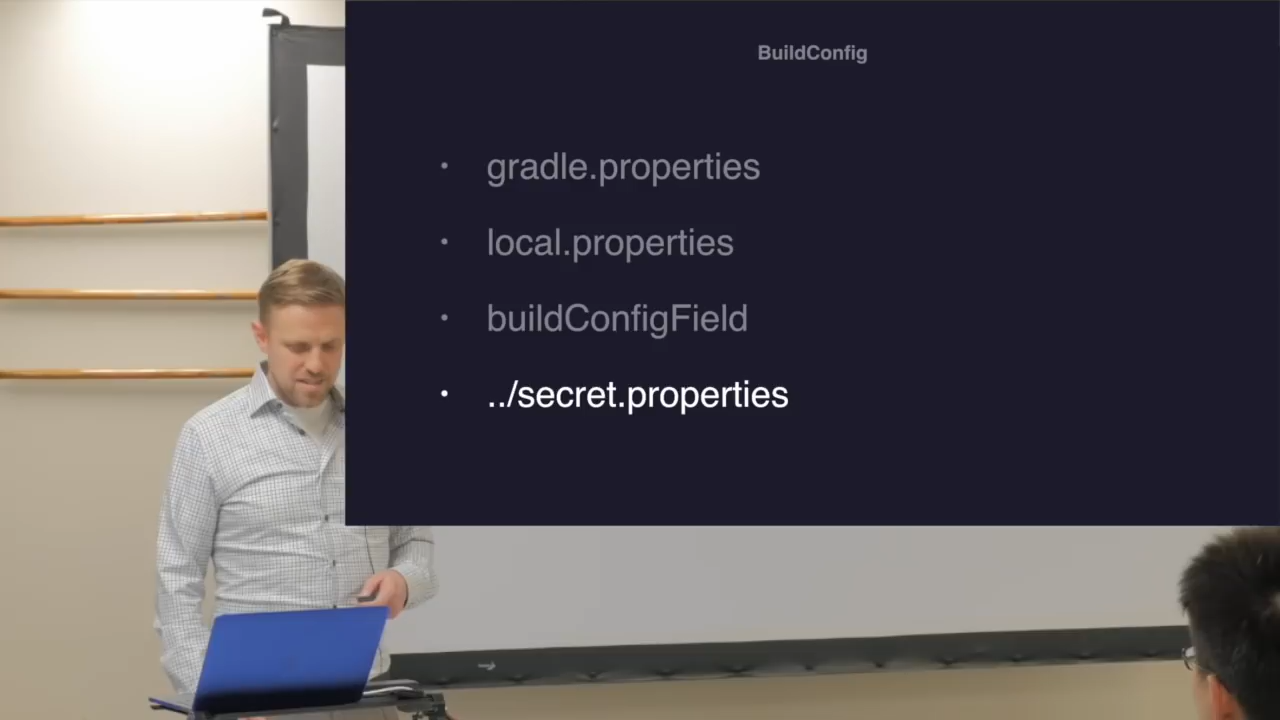 BuildConfig
• gradle.properties
• local.properties
• buildConfigField
• ../secret.properties